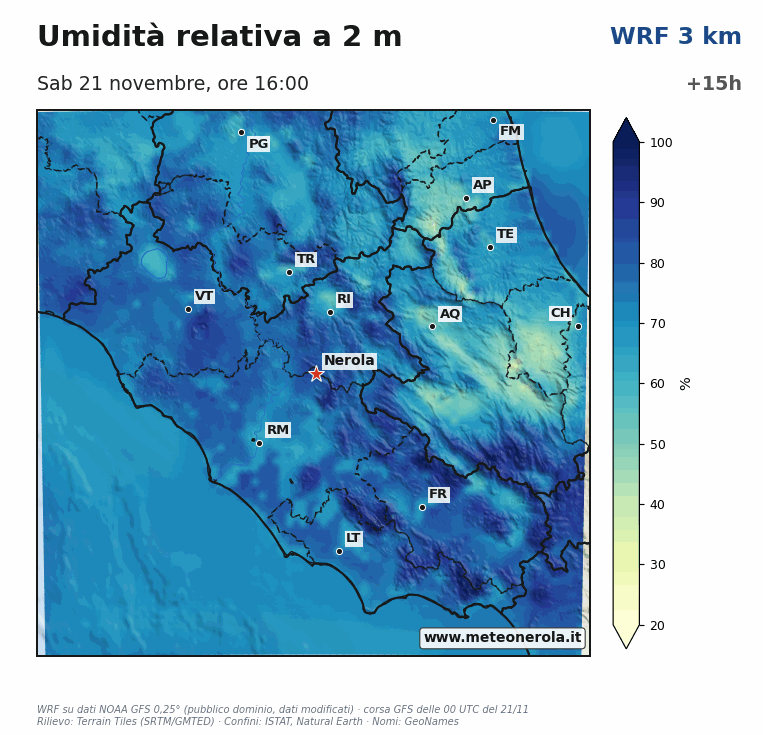 Umidità relativa a 2 m
WRF 3 km
Sab 21 novembre, ore 16:00
+15h
FM
PG
AP
TE
TR
VT
RI
AQ
CH
Nerola
RM
FR
LT
www.meteonerola.it
100
90
80
70
60
50
40
30
20
%
WRF su dati NOAA GFS 0,25° (pubblico dominio, dati modificati) · corsa GFS delle 00 UTC del 21/11
Rilievo: Terrain Tiles (SRTM/GMTED) · Confini: ISTAT, Natural Earth · Nomi: GeoNames